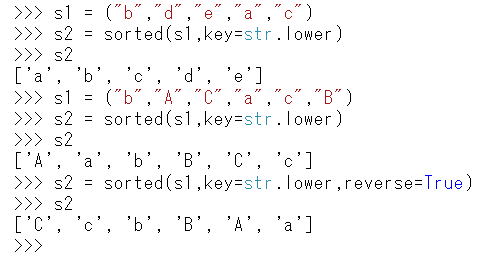 >>> s1 = ("b","d","e","a","c")
>>> s2 = sorted(s1,key=str.lower)
>>> s2
['a', 'b', 'c', 'd', 'e']
>>> s1 = ("b","A","C","a","c","B")
>>> s2 = sorted(s1,key=str.lower)
>>> s2
['A', 'a', 'b', 'B', 'C', 'c']
>>> s2 = sorted(s1,key=str.lower,reverse=True)
>>> s2
['C', 'c', 'b', 'B', 'A', 'a']
>>>